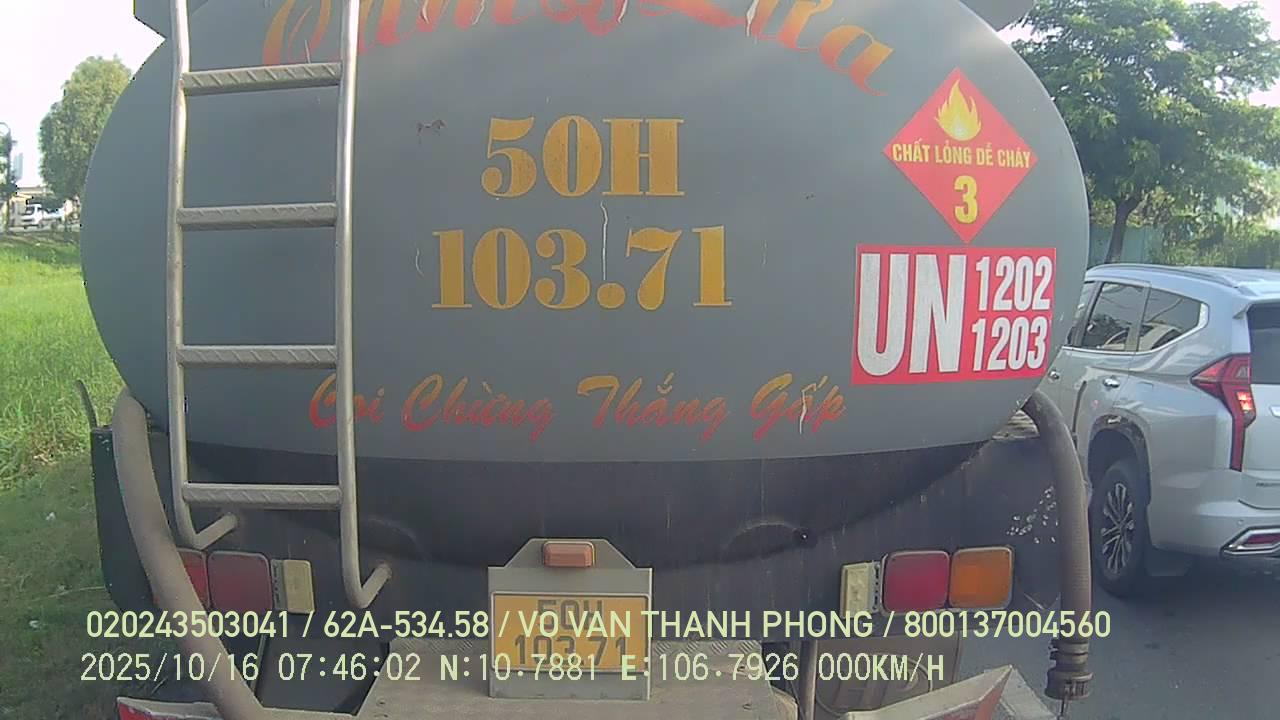 Cấm Lửa
50H
103.71
CHẤT LỎNG DỄ CHÁY
3
UN 1202
1203
Coi Chừng Thắng Gấp
50H
103.71
020243503041 / 62A-534.58 / VO VAN THANH PHONG / 800137004560
2025/10/16 07:46:02 N:10.7881 E:106.7926 000KM/H